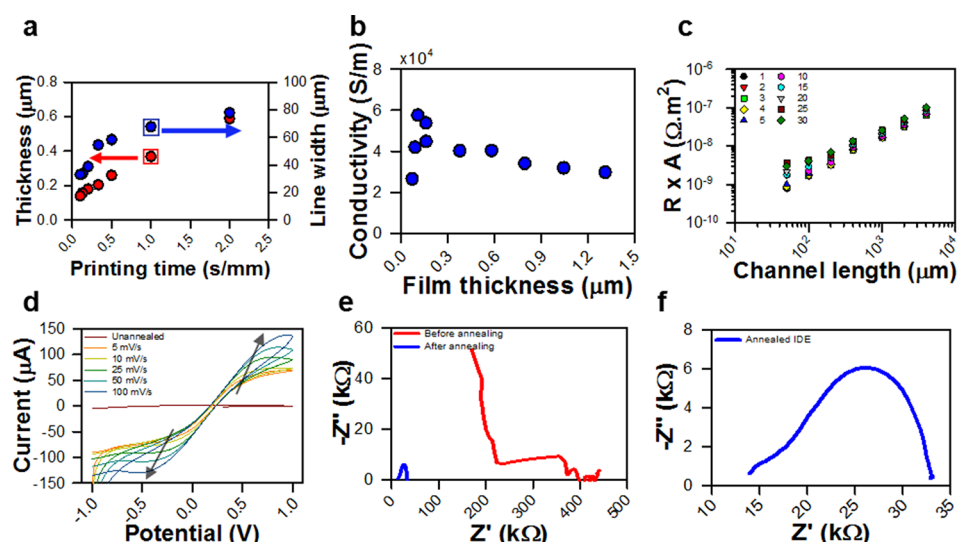 a
Thickness (μm)
0.8
0.6
0.4
0.2
0.0
100
80
60
40
20
0
Line width (μm)
0.0 0.5 1.0 1.5 2.0 2.5
Printing time (s/mm)
b
x10⁴
Conductivity (S/m)
8
6
4
2
0
0.0 0.3 0.6 0.9 1.2 1.5
Film thickness (μm)
c
R x A (Ω.m²)
10⁻⁶
10⁻⁷
10⁻⁸
10⁻⁹
10⁻¹⁰
1 10
2 15
3 20
4 25
5 30
10¹ 10² 10³ 10⁴
Channel length (μm)
d
Current (μA)
150
100
50
0
-50
-100
-150
Unannealed
5 mV/s
10 mV/s
25 mV/s
50 mV/s
100 mV/s
-1.0 -0.5 0.0 0.5 1.0
Potential (V)
e
-Z'' (kΩ)
60
40
20
0
Before annealing
After annealing
0 100 200 300 400 500
Z' (kΩ)
f
-Z'' (kΩ)
8
6
4
2
0
Annealed IDE
10 15 20 25 30 35
Z' (kΩ)